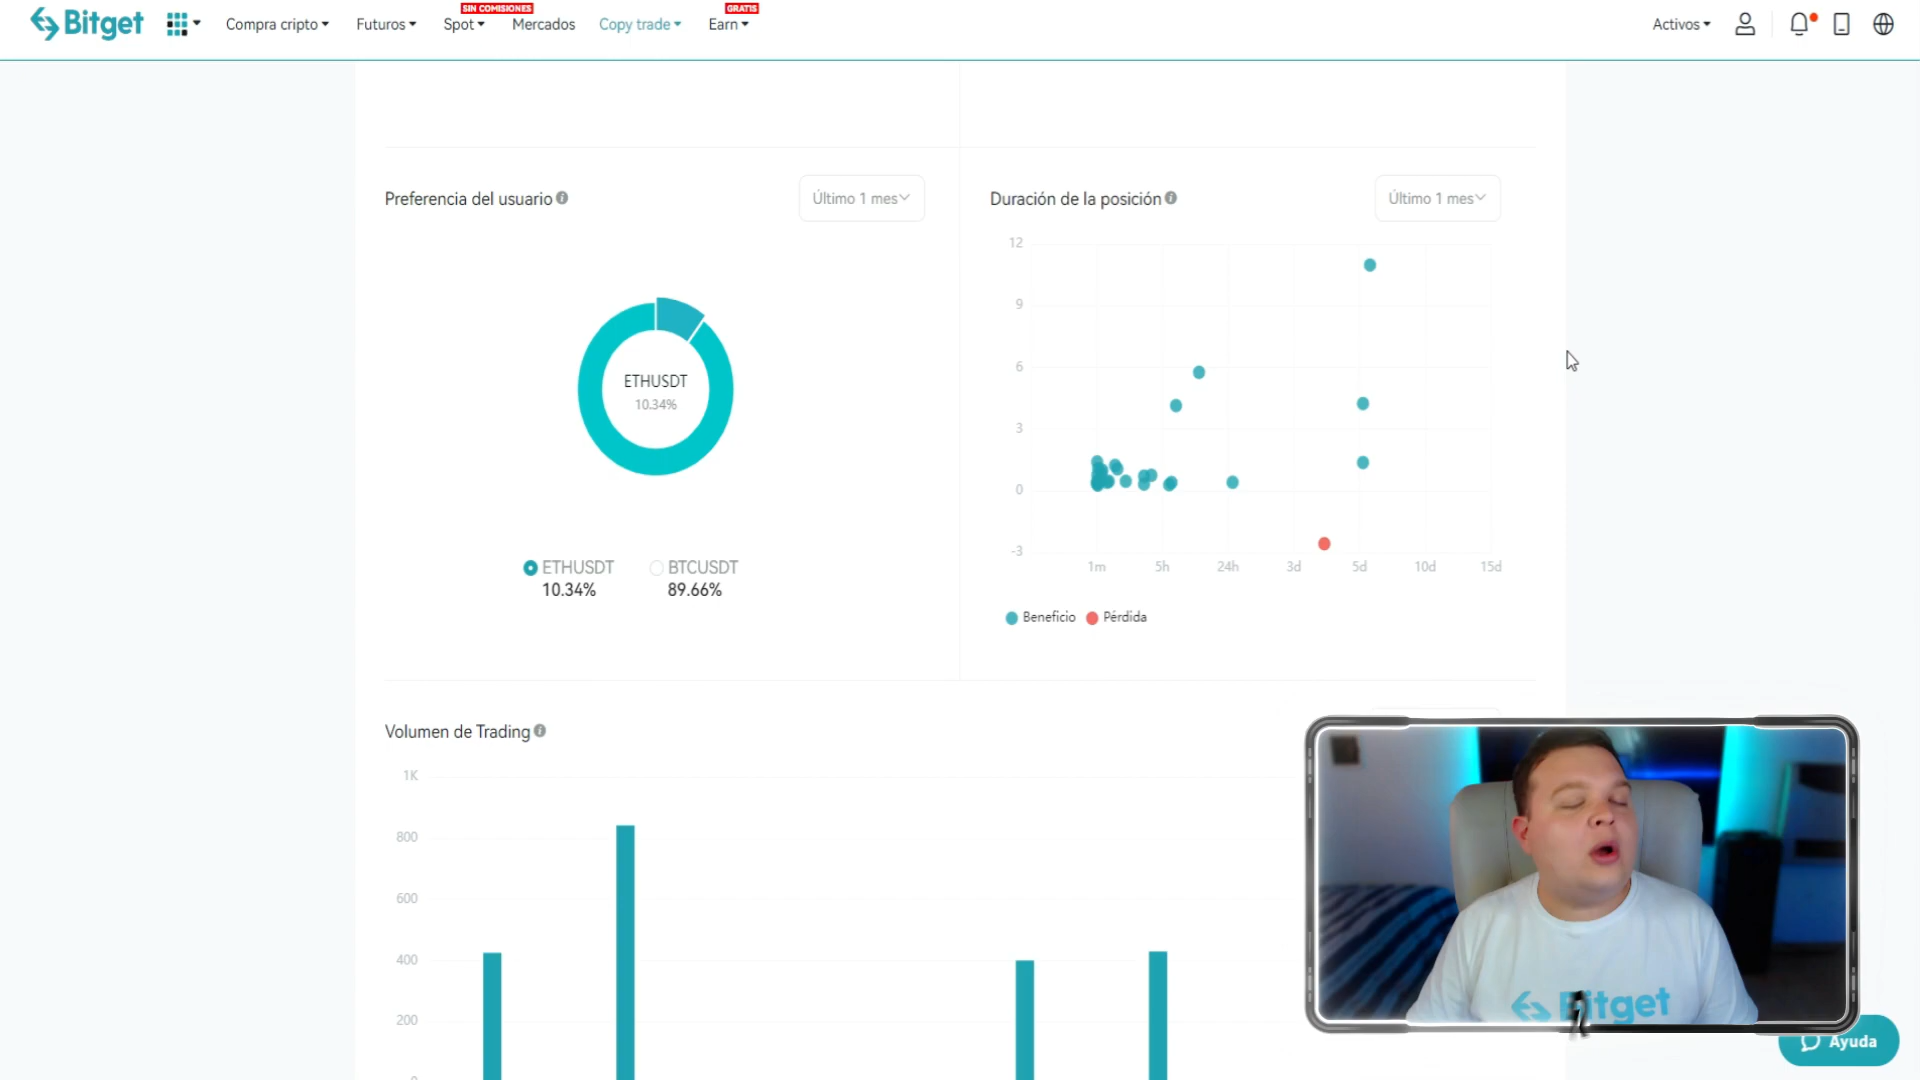 Bitget
Compra cripto
Futuros
SIN COMISIONES
Spot
Mercados
Copy trade
GRATIS
Earn
Activos
Preferencia del usuario
Último 1 mes
ETHUSDT
10.34%
ETHUSDT
10.34%
BTCUSDT
89.66%
Duración de la posición
Último 1 mes
12
9
6
3
0
-3
1m 5h 24h 3d 5d 10d 15d
Beneficio Pérdida
Volumen de Trading
1K
800
600
400
200
Bitget
Ayuda